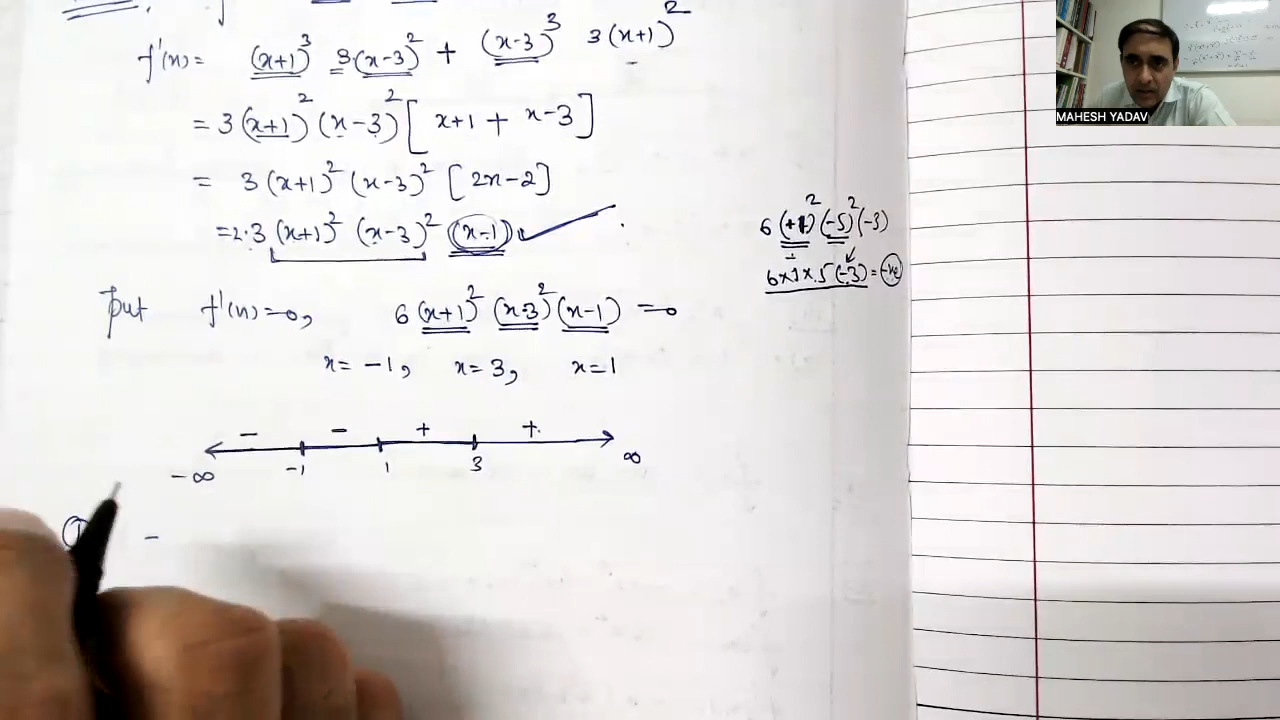 f'(x) = (x+1)^3 3(x-3)^2 + (x-3)^3 3(x+1)^2
= 3(x+1)^2 (x-3)^2 [ x+1 + x-3 ]
= 3(x+1)^2 (x-3)^2 [2x-2]
= 2·3 (x+1)^2 (x-3)^2 (x-1)
6(+1)^2 (-5)^2 (-3)
6×1×5(-3) = -ve
put f'(x)=0, 6(x+1)^2 (x-3)^2 (x-1) = 0
x = -1, x = 3, x = 1
- - + +
-∞ -1 1 3 ∞
-
MAHESH YADAV